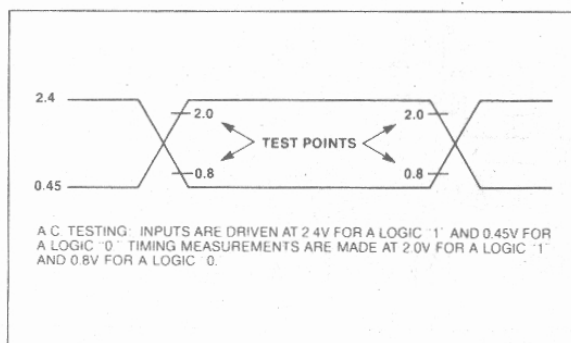 2.4
2.0 2.0
TEST POINTS
0.8 0.8
0.45
A.C. TESTING: INPUTS ARE DRIVEN AT 2.4V FOR A LOGIC "1" AND 0.45V FOR
A LOGIC "0." TIMING MEASUREMENTS ARE MADE AT 2.0V FOR A LOGIC "1"
AND 0.8V FOR A LOGIC "0."